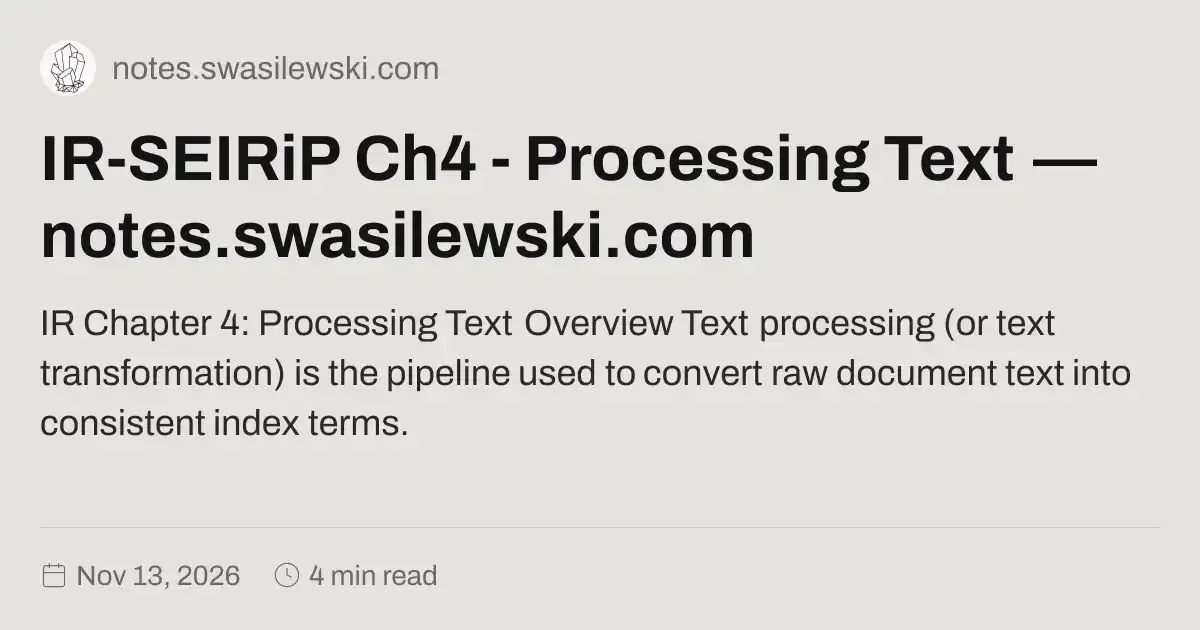 notes.swasilewski.com
IR-SEIRiP Ch4 - Processing Text —
notes.swasilewski.com
IR Chapter 4: Processing Text Overview Text processing (or text
transformation) is the pipeline used to convert raw document text into
consistent index terms.
Nov 13, 2026 4 min read